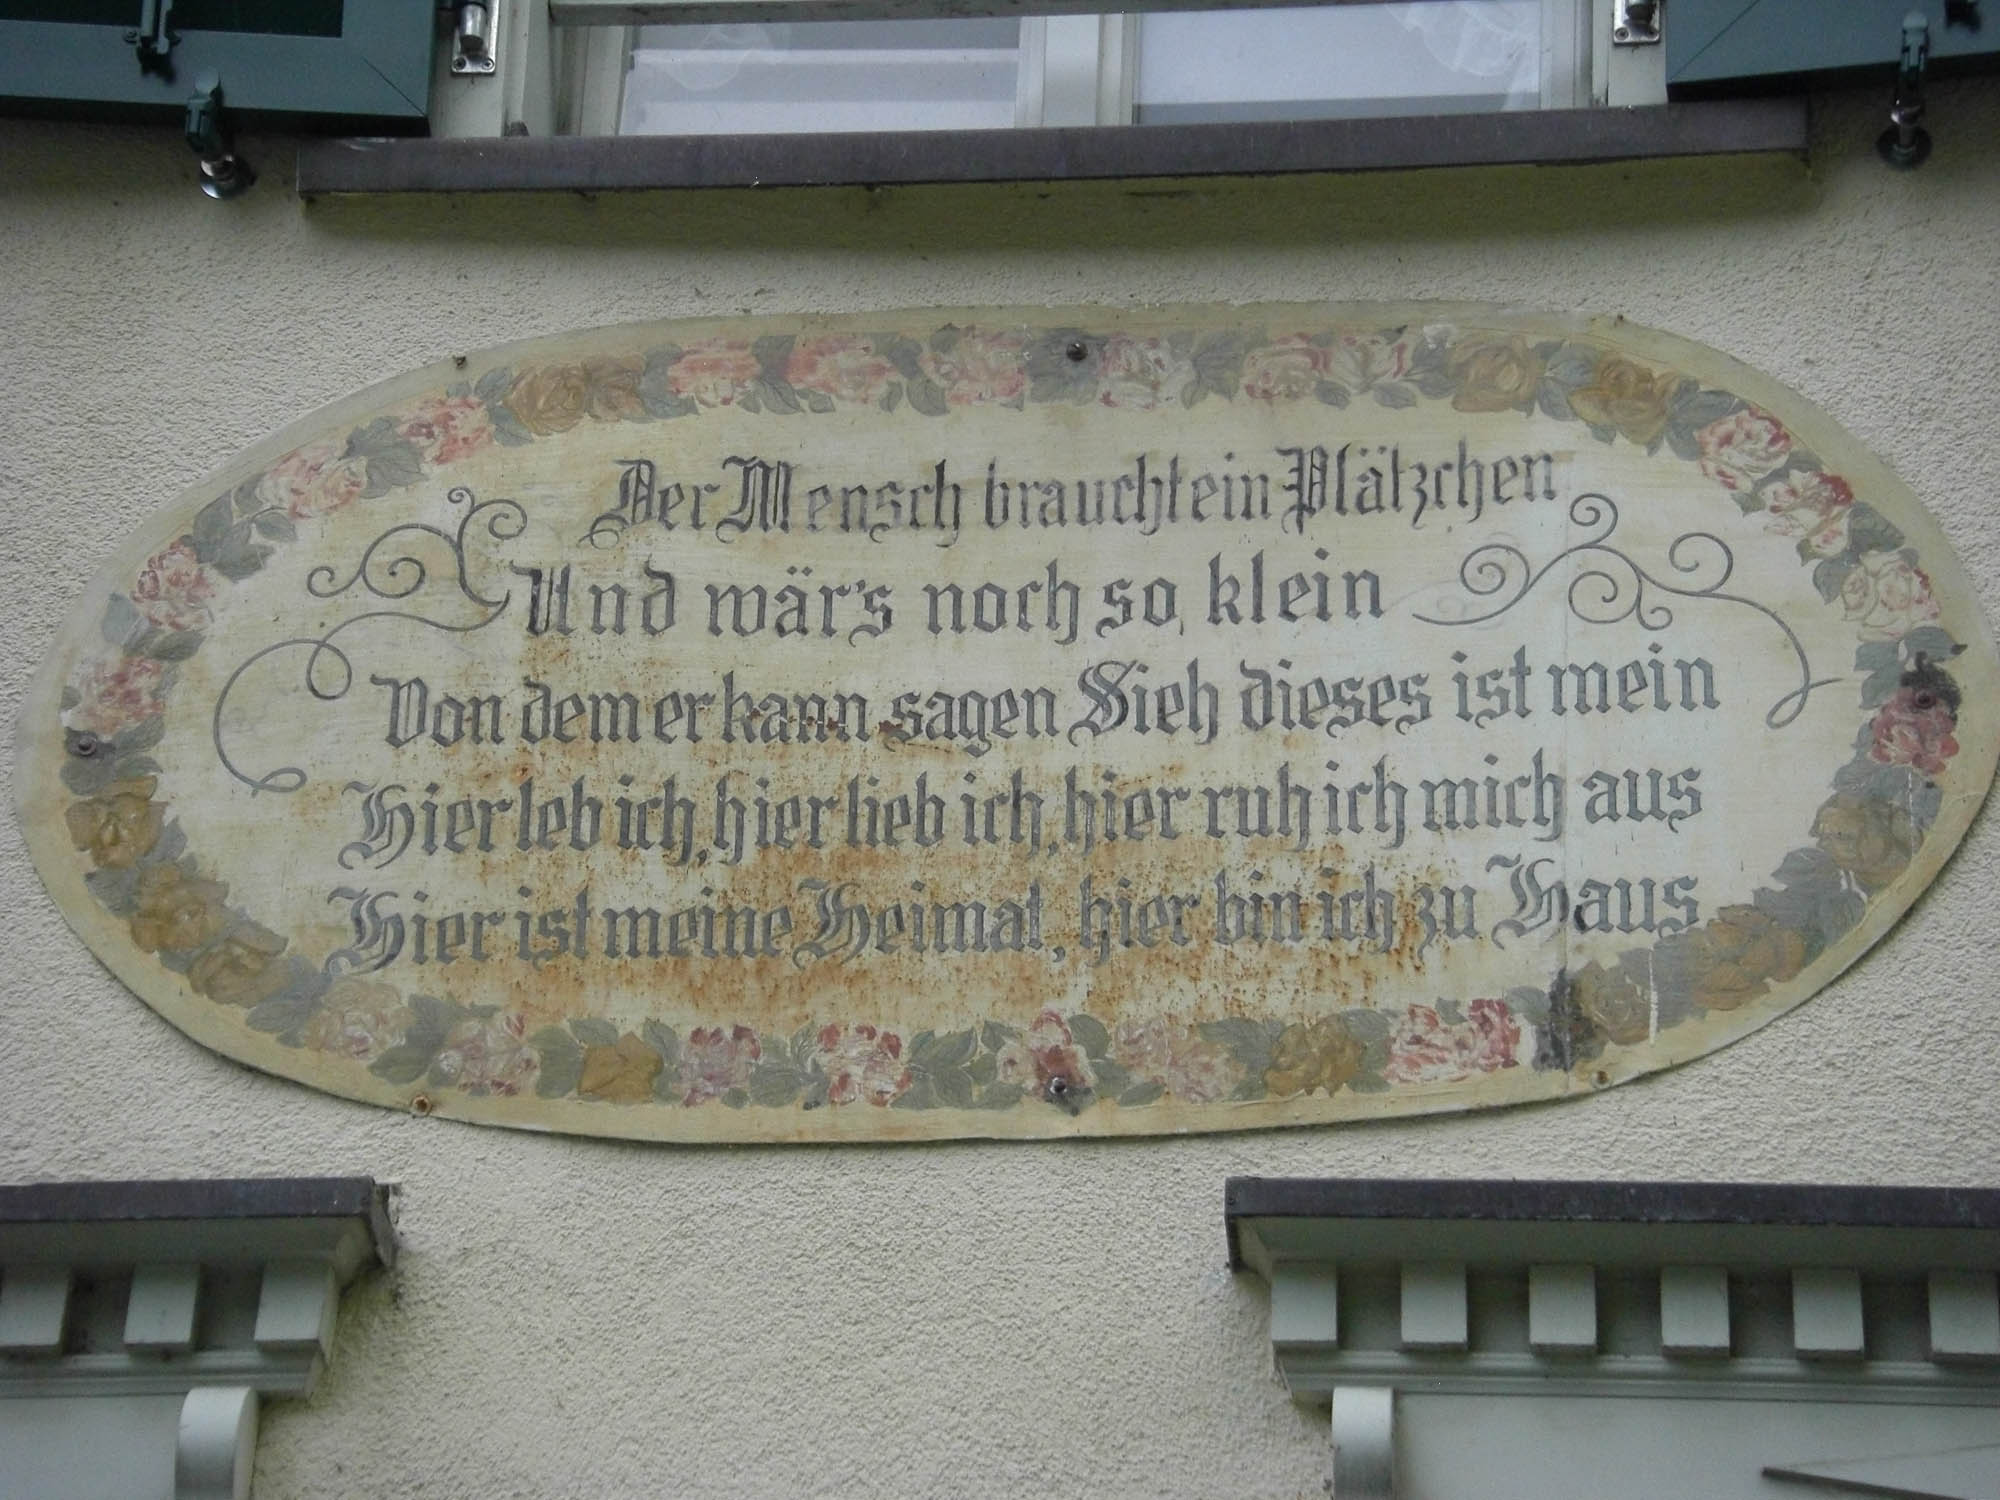 Der Mensch braucht ein Plätzchen
Und wär's noch so klein
Von dem er kann sagen Sieh dieses ist mein
Hier leb ich, hier lieb ich, hier ruh ich mich aus
Hier ist meine Heimat, hier bin ich zu Haus